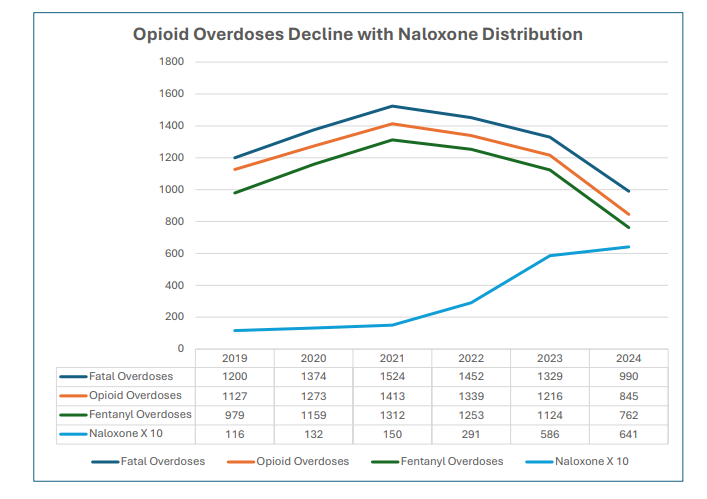 Opioid Overdoses Decline with Naloxone Distribution
1800
1600
1400
1200
1000
800
600
400
200
0
2019 2020 2021 2022 2023 2024
Fatal Overdoses 1200 1374 1524 1452 1329 990
Opioid Overdoses 1127 1273 1413 1339 1216 845
Fentanyl Overdoses 979 1159 1312 1253 1124 762
Naloxone X 10 116 132 150 291 586 641
Fatal Overdoses Opioid Overdoses Fentanyl Overdoses Naloxone X 10